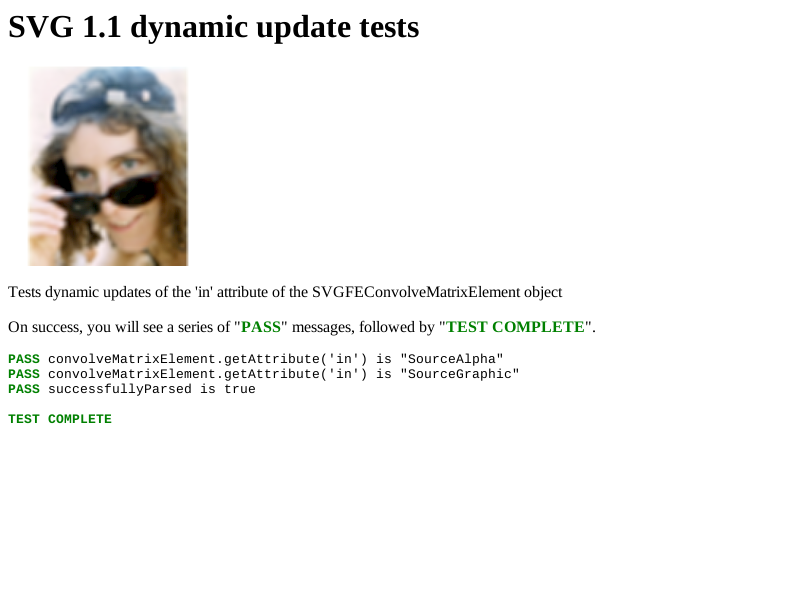 SVG 1.1 dynamic update tests
Tests dynamic updates of the 'in' attribute of the SVGFEConvolveMatrixElement object
On success, you will see a series of "PASS" messages, followed by "TEST COMPLETE".
PASS convolveMatrixElement.getAttribute('in') is "SourceAlpha"
PASS convolveMatrixElement.getAttribute('in') is "SourceGraphic"
PASS successfullyParsed is true
TEST COMPLETE